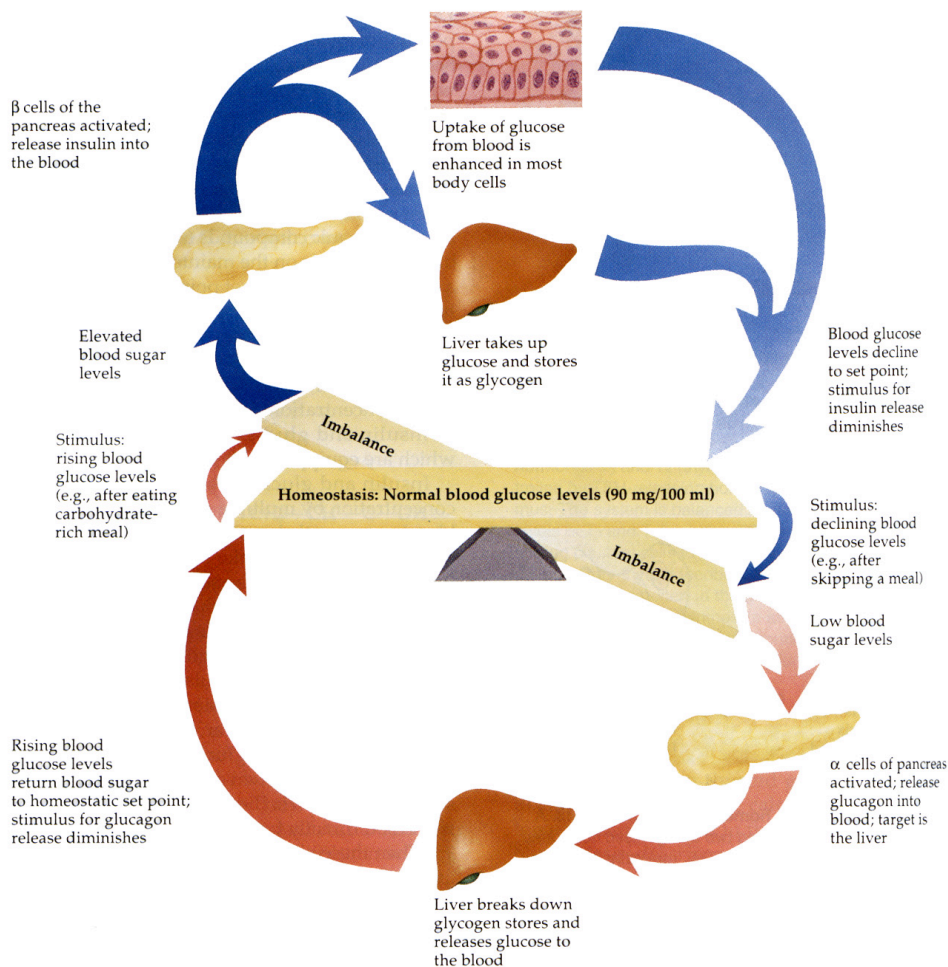 β cells of the
pancreas activated;
release insulin into
the blood
Uptake of glucose
from blood is
enhanced in most
body cells
Elevated
blood sugar
levels
Liver takes up
glucose and stores
it as glycogen
Blood glucose
levels decline
to set point;
stimulus for
insulin release
diminishes
Stimulus:
rising blood
glucose levels
(e.g., after eating
carbohydrate-
rich meal)
Imbalance
Homeostasis: Normal blood glucose levels (90 mg/100 ml)
Imbalance
Stimulus:
declining blood
glucose levels
(e.g., after
skipping a meal)
Low blood
sugar levels
α cells of pancreas
activated; release
glucagon into
blood; target is
the liver
Rising blood
glucose levels
return blood sugar
to homeostatic set point;
stimulus for glucagon
release diminishes
Liver breaks down
glycogen stores and
releases glucose to
the blood